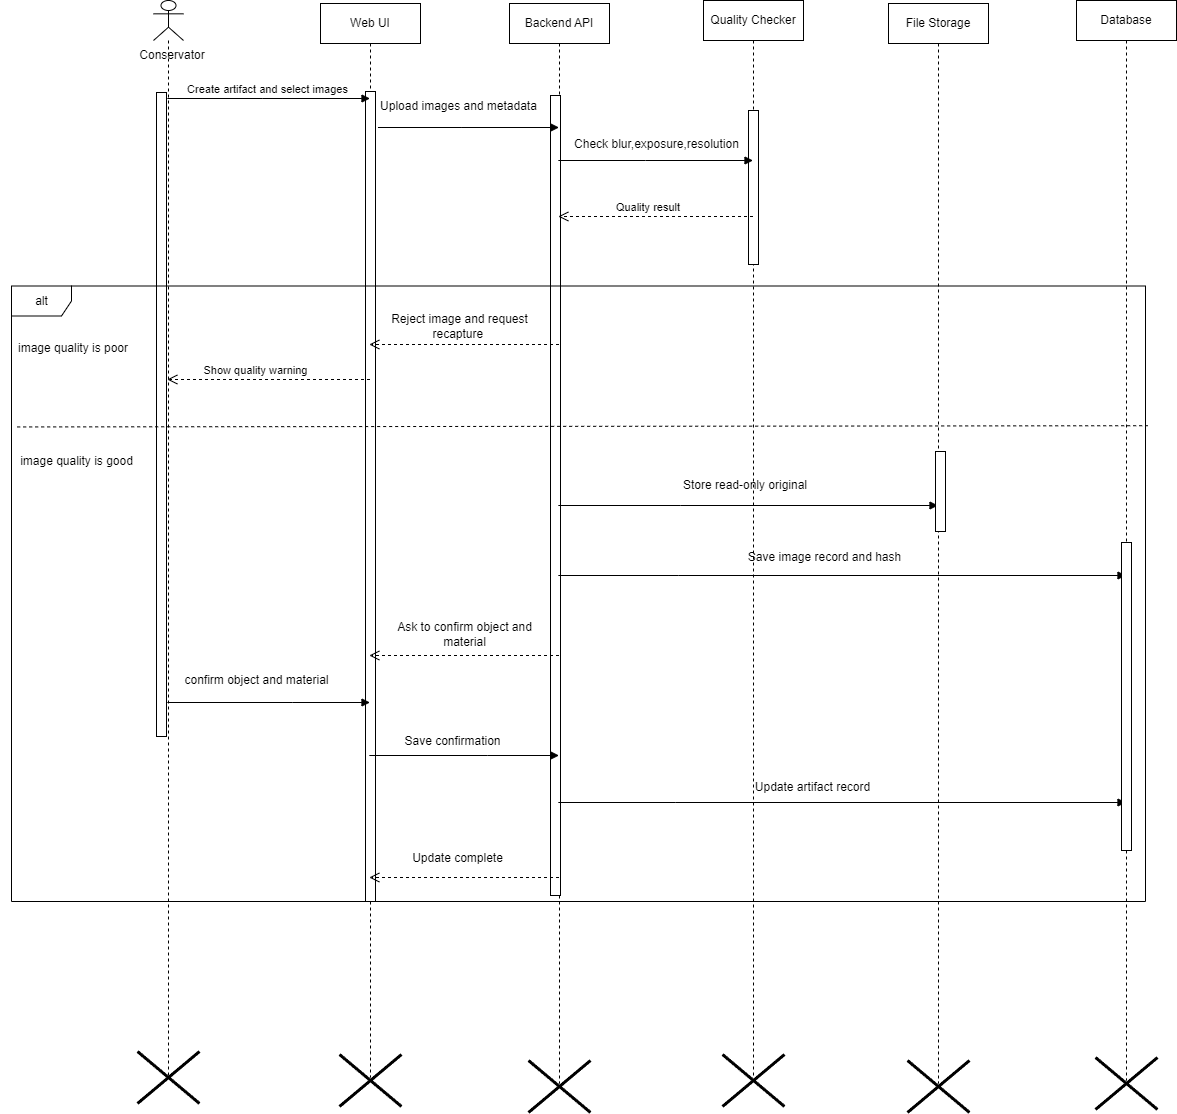 Conservator
Web UI
Backend API
Quality Checker
File Storage
Database
Create artifact and select images
Upload images and metadata
Check blur,exposure,resolution
Quality result
alt
Reject image and request
recapture
image quality is poor
Show quality warning
image quality is good
Store read-only original
Save image record and hash
Ask to confirm object and
material
confirm object and material
Save confirmation
Update artifact record
Update complete